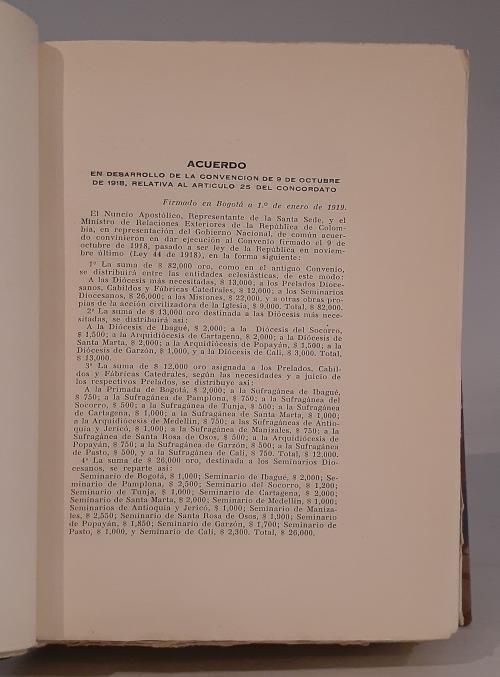 ACUERDO
EN DESARROLLO DE LA CONVENCION DE 9 DE OCTUBRE
DE 1918, RELATIVA AL ARTICULO 25 DEL CONCORDATO
Firmado en Bogotá a 1.º de enero de 1919.
El Nuncio Apostólico, Representante de la Santa Sede, y el
Ministro de Relaciones Exteriores de la República de Colom-
bia, en representación del Gobierno Nacional, de común acuer-
do convinieron en dar ejecución al Convenio firmado el 9 de
octubre de 1918, pasado a ser ley de la República en noviem-
bre último (Ley 44 de 1918), en la forma siguiente:
1º La suma de $ 82,000 oro, como en el antiguo Convenio,
se distribuirá entre las entidades eclesiásticas, de este modo:
A las Diócesis más necesitadas, $ 13,000; a los Prelados Dioce-
sanos, Cabildos y Fábricas Catedrales, $ 12,000; a los Seminarios
Diocesanos, $ 26,000; a las Misiones, $ 22,000, y a otras obras pro-
pias de la acción civilizadora de la Iglesia, $ 9,000. Total, $ 82,000.
2º La suma de $ 13,000 oro destinada a las Diócesis más nece-
sitadas, se distribuirá así:
A la Diócesis de Ibagué, $ 2,000; a la Diócesis del Socorro,
$ 1,500; a la Arquidiócesis de Cartagena, $ 2,000; a la Diócesis de
Santa Marta, $ 2,000; a la Arquidiócesis de Popayán, $ 1,500; a la
Diócesis de Garzón, $ 1,000, y a la Diócesis de Cali, $ 3,000. Total,
$ 13,000.
3º La suma de $ 12,000 oro asignada a los Prelados, Cabil-
dos y Fábricas Catedrales, según las necesidades y a juicio de
los respectivos Prelados, se distribuye así:
A la Primada de Bogotá, $ 2,000; a la Sufragánea de Ibagué,
$ 750; a la Sufragánea de Pamplona, $ 750; a la Sufragánea del
Socorro, $ 500; a la Sufragánea de Tunja, $ 500; a la Sufragánea
de Cartagena, $ 1,000; a la Sufragánea de Santa Marta, $ 1,000;
a la Arquidiócesis de Medellín, $ 750; a las Sufragáneas de Antio-
quia y Jericó, $ 1,000; a la Sufragánea de Manizales, $ 750; a la
Sufragánea de Santa Rosa de Osos, $ 500; a la Arquidiócesis de
Popayán, $ 750; a la Sufragánea de Garzón, $ 500; a la Sufragánea
de Pasto, $ 500, y a la Sufragánea de Cali, $ 750. Total, $ 12,000.
4º La suma de $ 26,000 oro, destinada a los Seminarios Dio-
cesanos, se reparte así:
Seminario de Bogotá, $ 1,000; Seminario de Ibagué, $ 2,000; Se-
minario de Pamplona, $ 2,500; Seminario del Socorro, $ 1,200;
Seminario de Tunja, $ 1,000; Seminario de Cartagena, $ 2,000;
Seminario de Santa Marta, $ 2,000; Seminario de Medellín, $ 1,000;
Seminarios de Antioquia y Jericó, $ 1,000; Seminario de Maniza-
les, $ 2,550; Seminario de Santa Rosa de Osos, $ 1,900; Seminario
de Popayán, $ 1,850; Seminario de Garzón, $ 1,700; Seminario de
Pasto, $ 1,000, y Seminario de Cali, $ 2,300. Total, $ 26,000.